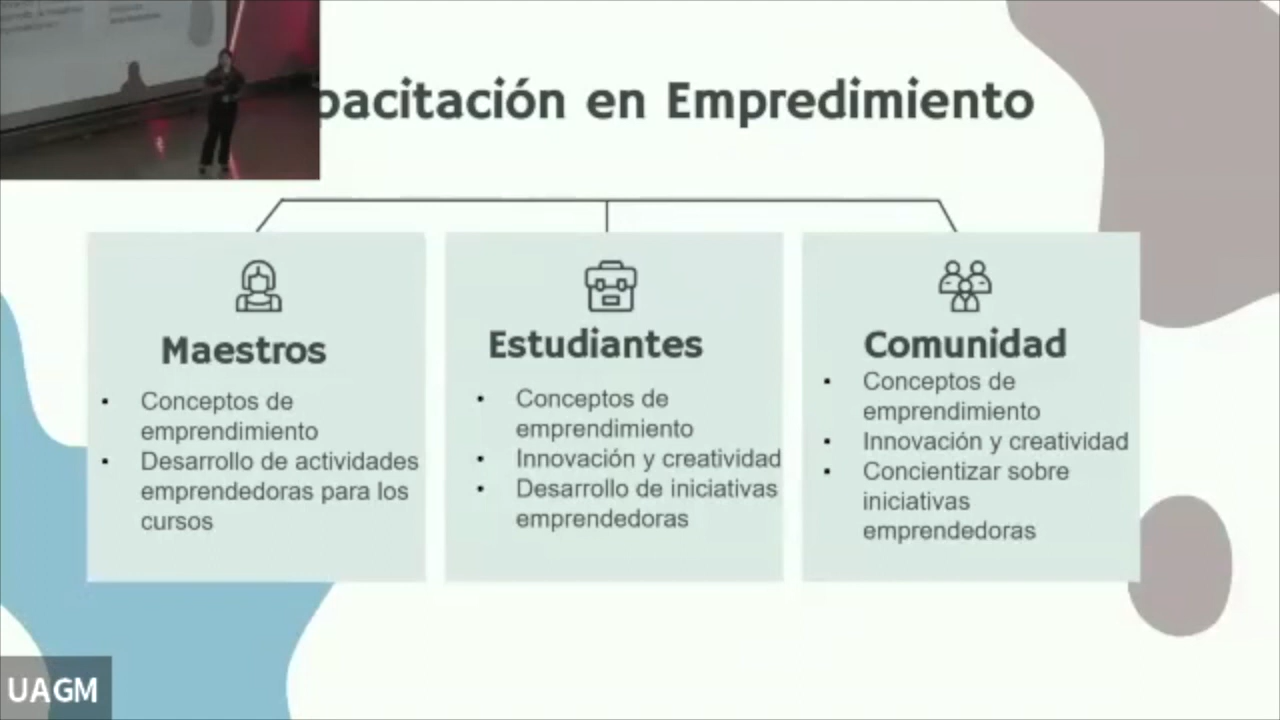 pacitación en Empredimiento
Maestros
Conceptos de
emprendimiento
Desarrollo de actividades
emprendedoras para los
cursos
Estudiantes
Conceptos de
emprendimiento
Innovación y creatividad
Desarrollo de iniciativas
emprendedoras
Comunidad
Conceptos de
emprendimiento
Innovación y creatividad
Concientizar sobre
iniciativas
emprendedoras
UAGM